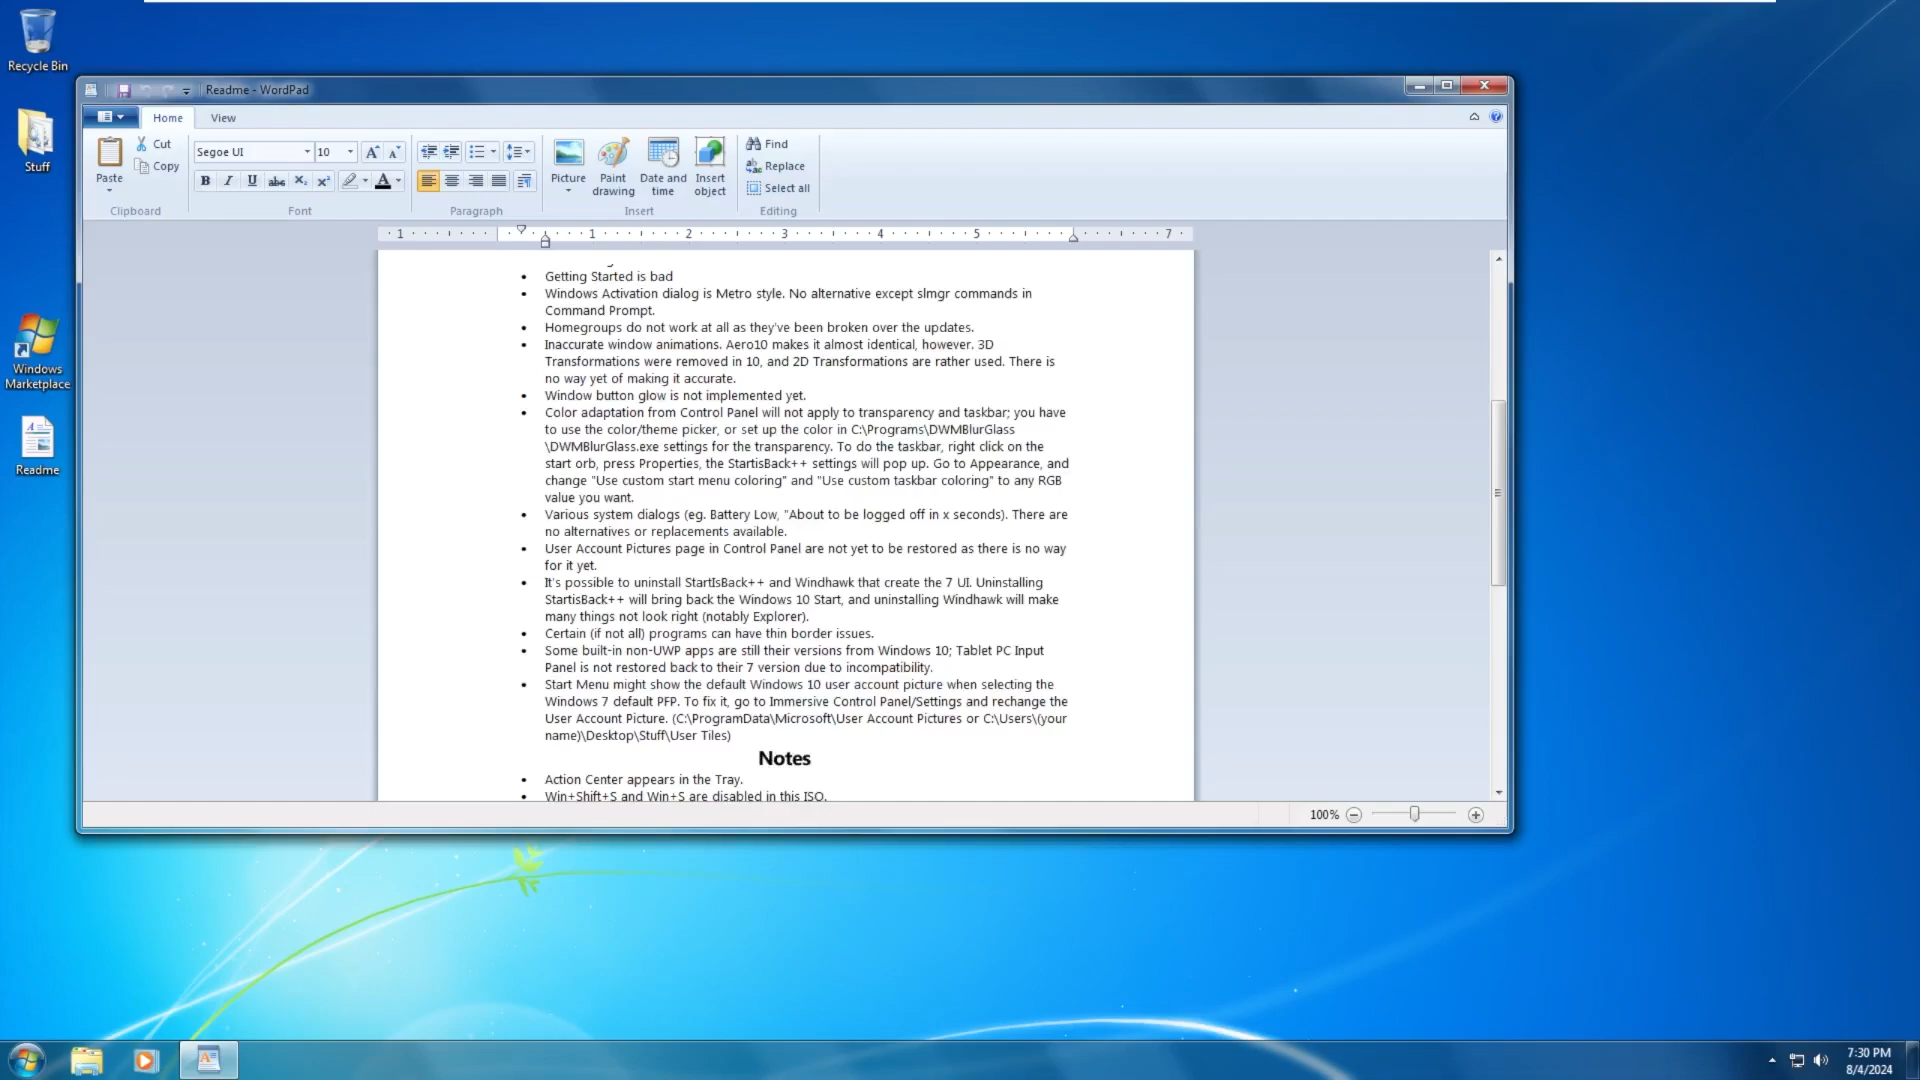 Recycle Bin
Stuff
Windows
Marketplace
Readme
Readme - WordPad
Home
View
Paste
Cut
Copy
Clipboard
Segoe UI
10
Font
Paragraph
Picture
Paint
drawing
Date and
time
Insert
object
Insert
Find
Replace
Select all
Editing
1 1 2 3 4 5 7
• Getting Started is bad
• Windows Activation dialog is Metro style. No alternative except slmgr commands in
Command Prompt.
• Homegroups do not work at all as they've been broken over the updates.
• Inaccurate window animations. Aero10 makes it almost identical, however. 3D
Transformations were removed in 10, and 2D Transformations are rather used. There is
no way yet of making it accurate.
• Window button glow is not implemented yet.
• Color adaptation from Control Panel will not apply to transparency and taskbar; you have
to use the color/theme picker, or set up the color in C:\Programs\DWMBlurGlass
\DWMBlurGlass.exe settings for the transparency. To do the taskbar, right click on the
start orb, press Properties, the StartisBack++ settings will pop up. Go to Appearance, and
change "Use custom start menu coloring" and "Use custom taskbar coloring" to any RGB
value you want.
• Various system dialogs (eg. Battery Low, "About to be logged off in x seconds). There are
no alternatives or replacements available.
• User Account Pictures page in Control Panel are not yet to be restored as there is no way
for it yet.
• It's possible to uninstall StartIsBack++ and Windhawk that create the 7 UI. Uninstalling
StartisBack++ will bring back the Windows 10 Start, and uninstalling Windhawk will make
many things not look right (notably Explorer).
• Certain (if not all) programs can have thin border issues.
• Some built-in non-UWP apps are still their versions from Windows 10; Tablet PC Input
Panel is not restored back to their 7 version due to incompatibility.
• Start Menu might show the default Windows 10 user account picture when selecting the
Windows 7 default PFP. To fix it, go to Immersive Control Panel/Settings and rechange the
User Account Picture. (C:\ProgramData\Microsoft\User Account Pictures or C:\Users\(your
name)\Desktop\Stuff\User Tiles)
Notes
• Action Center appears in the Tray.
• Win+Shift+S and Win+S are disabled in this ISO.
100%
7:30 PM
8/4/2024